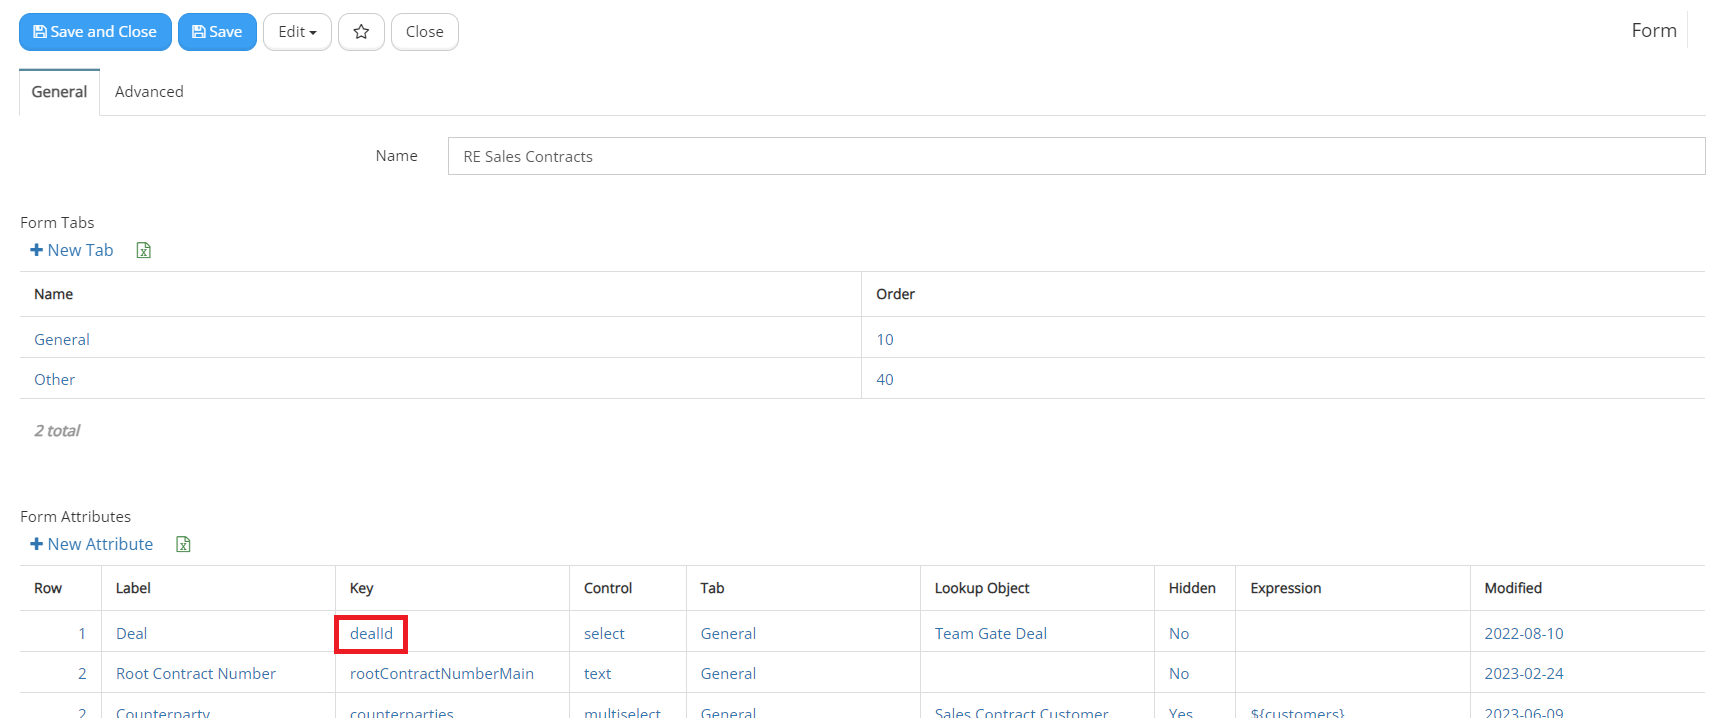 Save and Close Save Edit Close Form
General Advanced
Name RE Sales Contracts
Form Tabs
New Tab
Name Order
General 10
Other 40
2 total
Form Attributes
New Attribute
Row Label Key Control Tab Lookup Object Hidden Expression Modified
1 Deal dealId select General Team Gate Deal No 2022-08-10
2 Root Contract Number rootContractNumberMain text General No 2023-02-24
2 Counterparty counterparties multiselect General Sales Contract Customer Yes ${customers} 2023-06-09